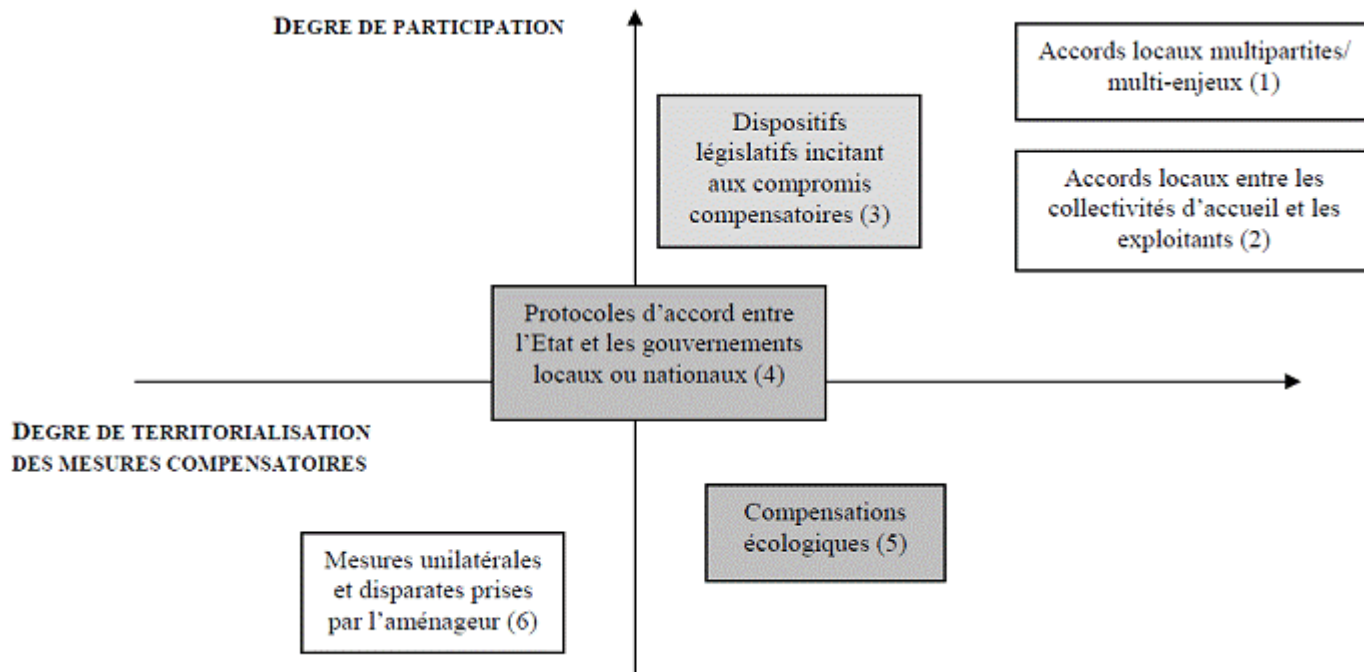 DEGRE DE PARTICIPATION
Accords locaux multipartites/
multi-enjeux (1)
Dispositifs
législatifs incitant
aux compromis
compensatoires (3)
Accords locaux entre les
collectivités d’accueil et les
exploitants (2)
Protocoles d’accord entre
l’Etat et les gouvernements
locaux ou nationaux (4)
DEGRE DE TERRITORIALISATION
DES MESURES COMPENSATOIRES
Compensations
écologiques (5)
Mesures unilatérales
et disparates prises
par l’aménageur (6)